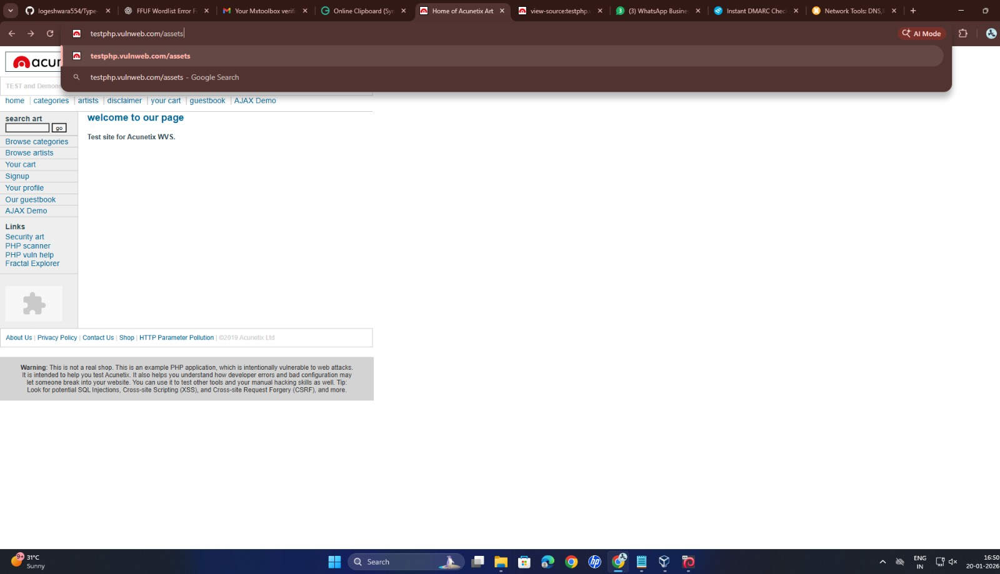 logeshwara554/Type-
FFUF Wordlist Error Fi
Your Mxtoolbox verifi
Online Clipboard (Syn
Home of Acunetix Art
view-source:testphp.v
(3) WhatsApp Busine
Instant DMARC Chec
Network Tools: DNS,I
testphp.vulnweb.com/assets
AI Mode
testphp.vulnweb.com/assets
testphp.vulnweb.com/assets - Google Search
acur
TEST and Demons
home | categories | artists | disclaimer | your cart | guestbook | AJAX Demo
search art
go
welcome to our page
Test site for Acunetix WVS.
Browse categories
Browse artists
Your cart
Signup
Your profile
Our guestbook
AJAX Demo
Links
Security art
PHP scanner
PHP vuln help
Fractal Explorer
About Us | Privacy Policy | Contact Us | Shop | HTTP Parameter Pollution | ©2019 Acunetix Ltd
Warning: This is not a real shop. This is an example PHP application, which is intentionally vulnerable to web attacks.
It is intended to help you test Acunetix. It also helps you understand how developer errors and bad configuration may
let someone break into your website. You can use it to test other tools and your manual hacking skills as well. Tip:
Look for potential SQL Injections, Cross-site Scripting (XSS), and Cross-site Request Forgery (CSRF), and more.
9+
31°C
Sunny
Search
hp
ENG
IN
16:50
20-01-2026